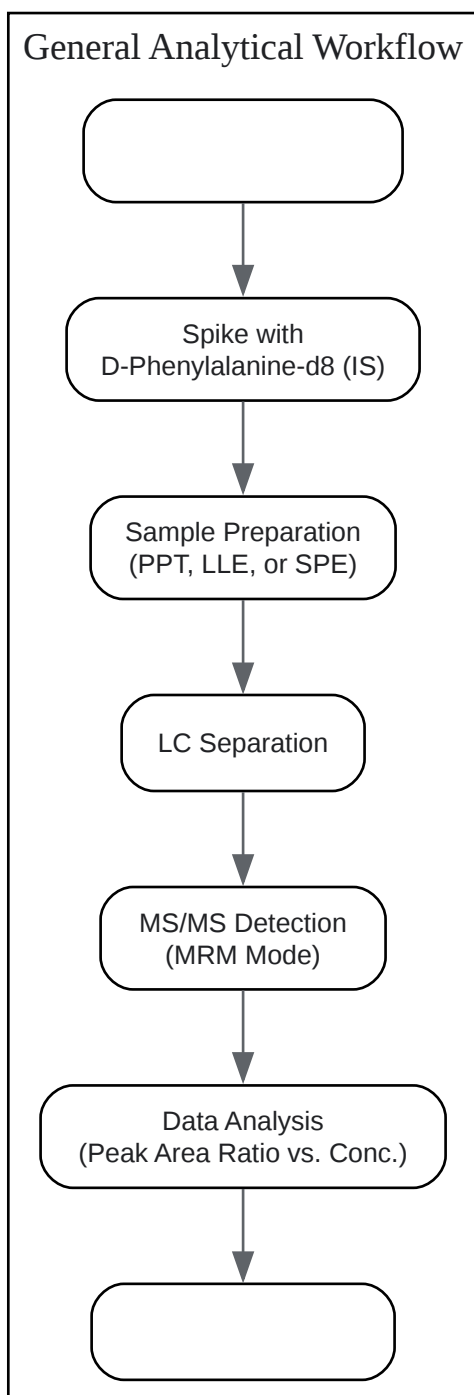 General Analytical Workflow
Spike with
D-Phenylalanine-d8 (IS)
Sample Preparation
(PPT, LLE, or SPE)
LC Separation
MS/MS Detection
(MRM Mode)
Data Analysis
(Peak Area Ratio vs. Conc.)